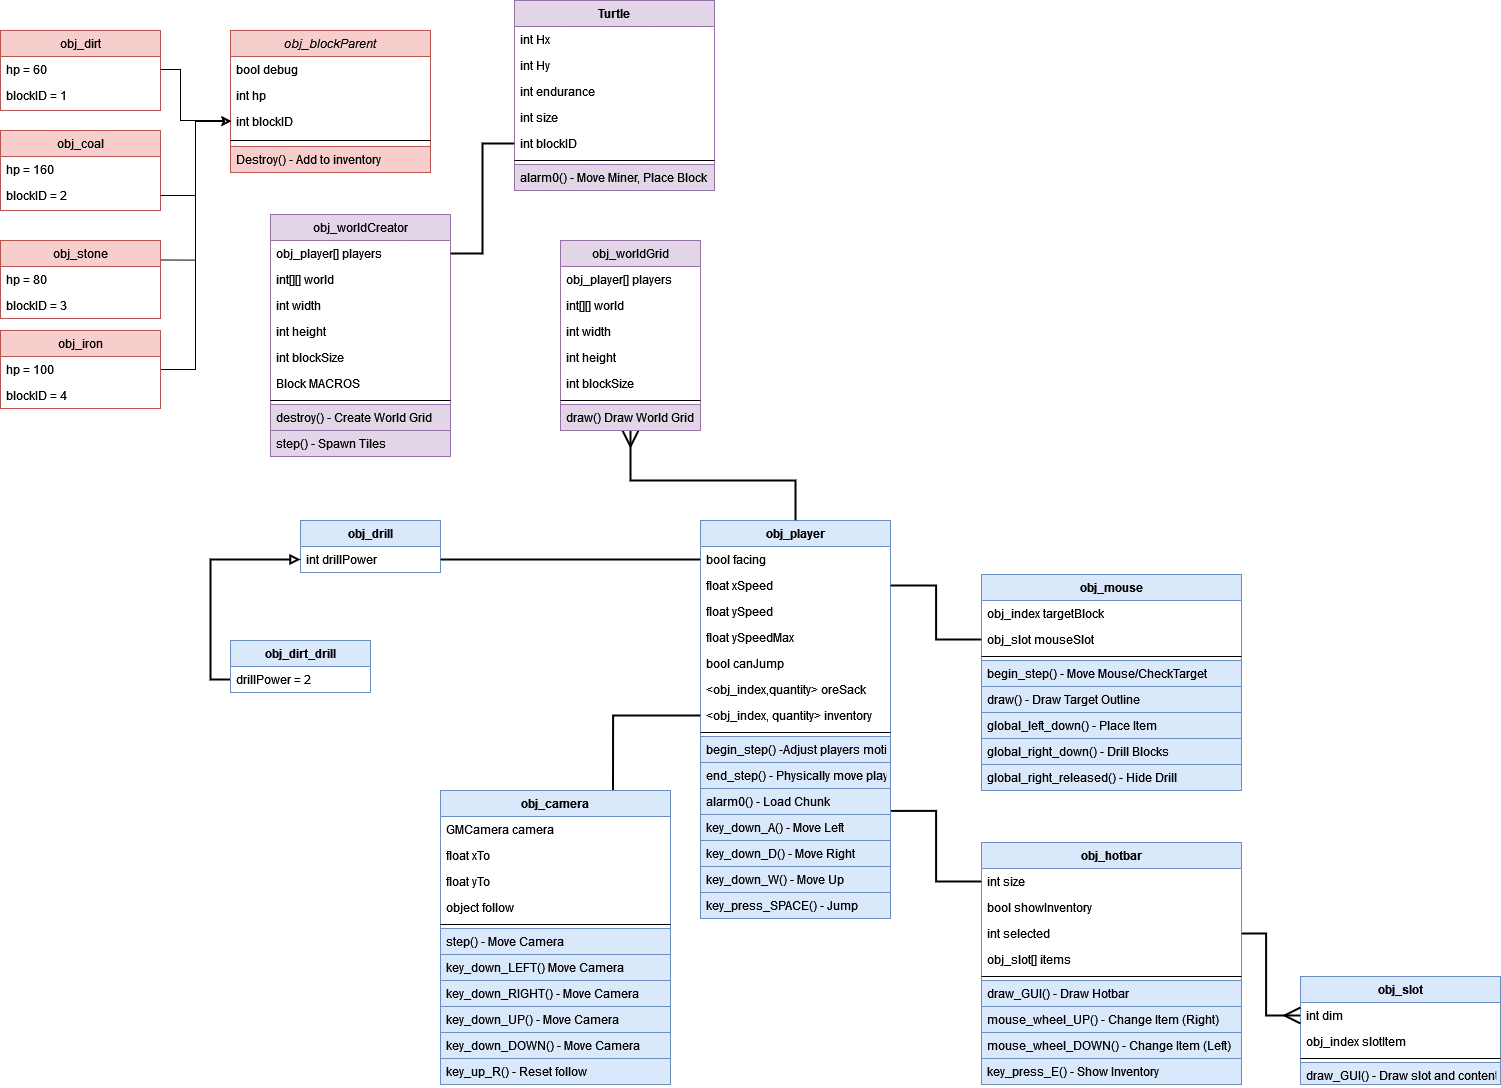 obj_dirt
hp = 60
blockID = 1
obj_coal
hp = 160
blockID = 2
obj_stone
hp = 80
blockID = 3
obj_iron
hp = 100
blockID = 4
obj_blockParent
bool debug
int hp
int blockID
Destroy() - Add to inventory
Turtle
int Hx
int Hy
int endurance
int size
int blockID
alarm0() - Move Miner, Place Block
obj_worldCreator
obj_player[] players
int[][] world
int width
int height
int blockSize
Block MACROS
destroy() - Create World Grid
step() - Spawn Tiles
obj_worldGrid
obj_player[] players
int[][] world
int width
int height
int blockSize
draw() Draw World Grid
obj_drill
int drillPower
obj_dirt_drill
drillPower = 2
obj_player
bool facing
float xSpeed
float ySpeed
float ySpeedMax
bool canJump
<obj_index,quantity> oreSack
<obj_index, quantity> inventory
begin_step() -Adjust players moti
end_step() - Physically move play
alarm0() - Load Chunk
key_down_A() - Move Left
key_down_D() - Move Right
key_down_W() - Move Up
key_press_SPACE() - Jump
obj_mouse
obj_index targetBlock
obj_slot mouseSlot
begin_step() - Move Mouse/CheckTarget
draw() - Draw Target Outline
global_left_down() - Place Item
global_right_down() - Drill Blocks
global_right_released() - Hide Drill
obj_camera
GMCamera camera
float xTo
float yTo
object follow
step() - Move Camera
key_down_LEFT() Move Camera
key_down_RIGHT() - Move Camera
key_down_UP() - Move Camera
key_down_DOWN() - Move Camera
key_up_R() - Reset follow
obj_hotbar
int size
bool showInventory
int selected
obj_slot[] items
draw_GUI() - Draw Hotbar
mouse_wheel_UP() - Change Item (Right)
mouse_wheel_DOWN() - Change Item (Left)
key_press_E() - Show Inventory
obj_slot
int dim
obj_index slotItem
draw_GUI() - Draw slot and content